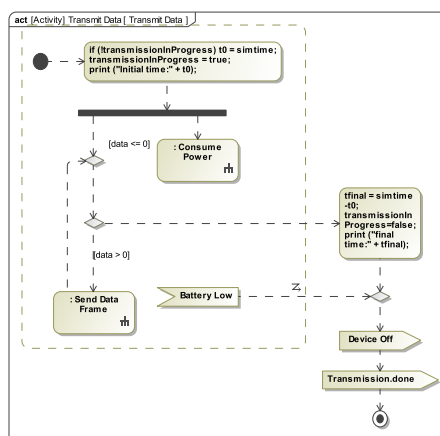 act [Activity] Transmit Data [ Transmit Data ]
if (!transmissionInProgress) t0 = simtime;
transmissionInProgress = true;
print ("Initial time:" + t0);
[data <= 0]
: Consume
Power
tfinal = simtime
-t0;
transmissionIn
Progress=false;
print ("final
time:" + tfinal);
[data > 0]
: Send Data
Frame
Battery Low
Device Off
Transmission.done